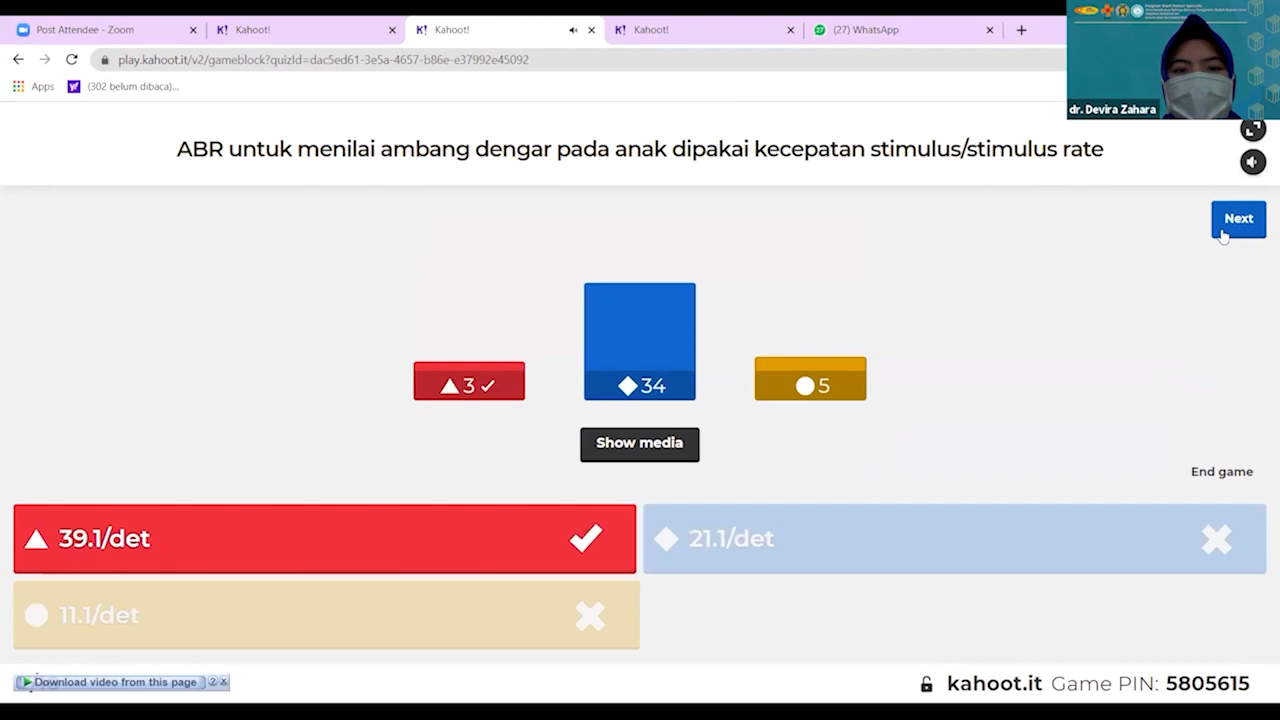 Post Attendee - Zoom
Kahoot!
Kahoot!
Kahoot!
(27) WhatsApp
play.kahoot.it/v2/gameblock?quizId=dac5ed61-3e5a-4657-b86e-e37992e45092
Apps
(302 belum dibaca)...
dr. Devira Zahara
ABR untuk menilai ambang dengar pada anak dipakai kecepatan stimulus/stimulus rate
Next
3
34
5
Show media
End game
39.1/det
21.1/det
11.1/det
Download video from this page
kahoot.it Game PIN: 5805615